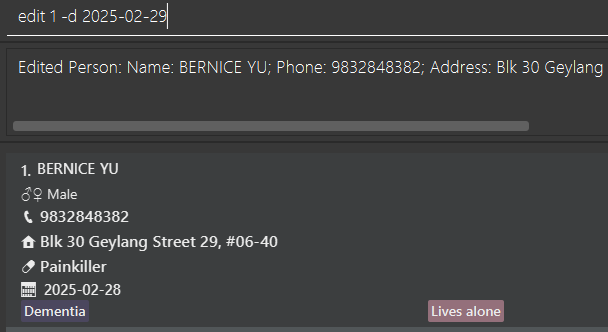 edit 1 -d 2025-02-29
Edited Person: Name: BERNICE YU; Phone: 9832848382; Address: Blk 30 Geylang
1. BERNICE YU
Male
9832848382
Blk 30 Geylang Street 29, #06-40
Painkiller
2025-02-28
Dementia
Lives alone